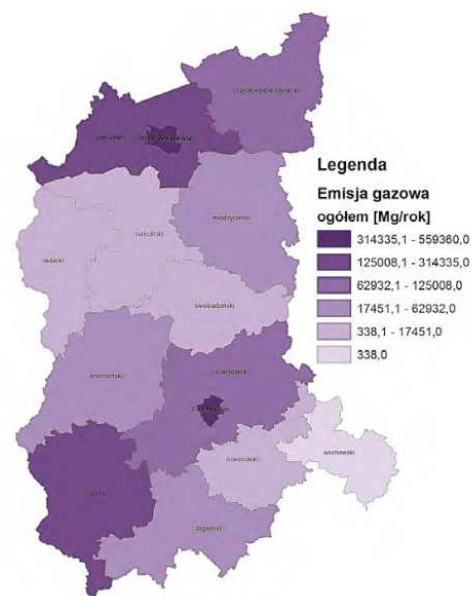 strzelecko-drezdenecki
gorzowski
międzyrzecki
sulęciński
słubicki
świebodziński
krośnieński
zielonogórski
nowosolski
wschowski
żarski
żagański
Legenda
Emisja gazowa
ogółem [Mg/rok]
314335,1 - 559360,0
125008,1 - 314335,0
62932,1 - 125008,0
17451,1 - 62932,0
338,1 - 17451,0
338,0